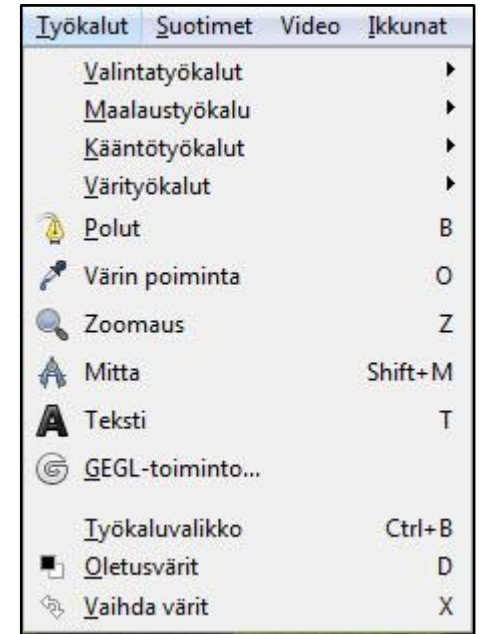 Työkalut Suotimet Video Ikkunat
Valintatyökalut
Maalaustyökalu
Kääntötyökalut
Värityökalut
Polut B
Värin poiminta O
Zoomaus Z
Mitta Shift+M
Teksti T
GEGL-toiminto...
Työkaluvalikko Ctrl+B
Oletusvärit D
Vaihda värit X